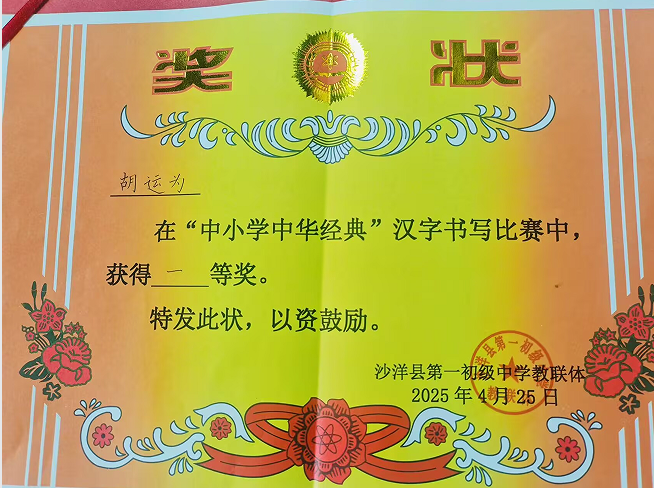 奖 状
胡运为
在“中小学中华经典”汉字书写比赛中,
获得一等奖。
特发此状,以资鼓励。
沙洋县第一初级中学教联体
2025年4月25日